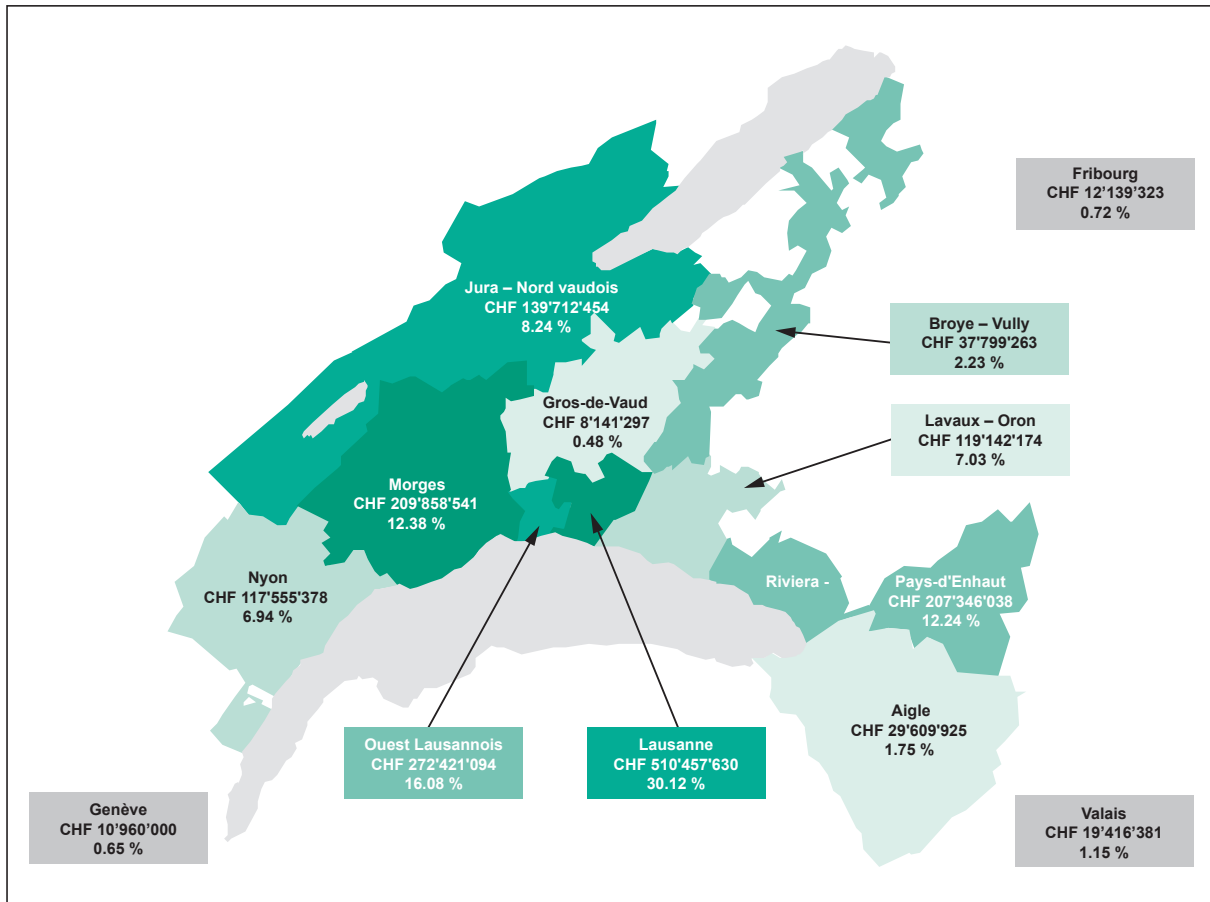 Fribourg
CHF 12’139’323
0.72 %
Jura – Nord vaudois
CHF 139'712'454
8.24 %
Broye – Vully
CHF 37'799'263
2.23 %
Gros-de-Vaud
CHF 8'141'297
0.48 %
Lavaux – Oron
CHF 119'142'174
7.03 %
Morges
CHF 209'858'541
12.38 %
Nyon
CHF 117'555'378
6.94 %
Riviera -
Pays-d'Enhaut
CHF 207'346'038
12.24 %
Aigle
CHF 29'609'925
1.75 %
Ouest Lausannois
CHF 272'421'094
16.08 %
Lausanne
CHF 510'457'630
30.12 %
Genève
CHF 10’960’000
0.65 %
Valais
CHF 19'416'381
1.15 %